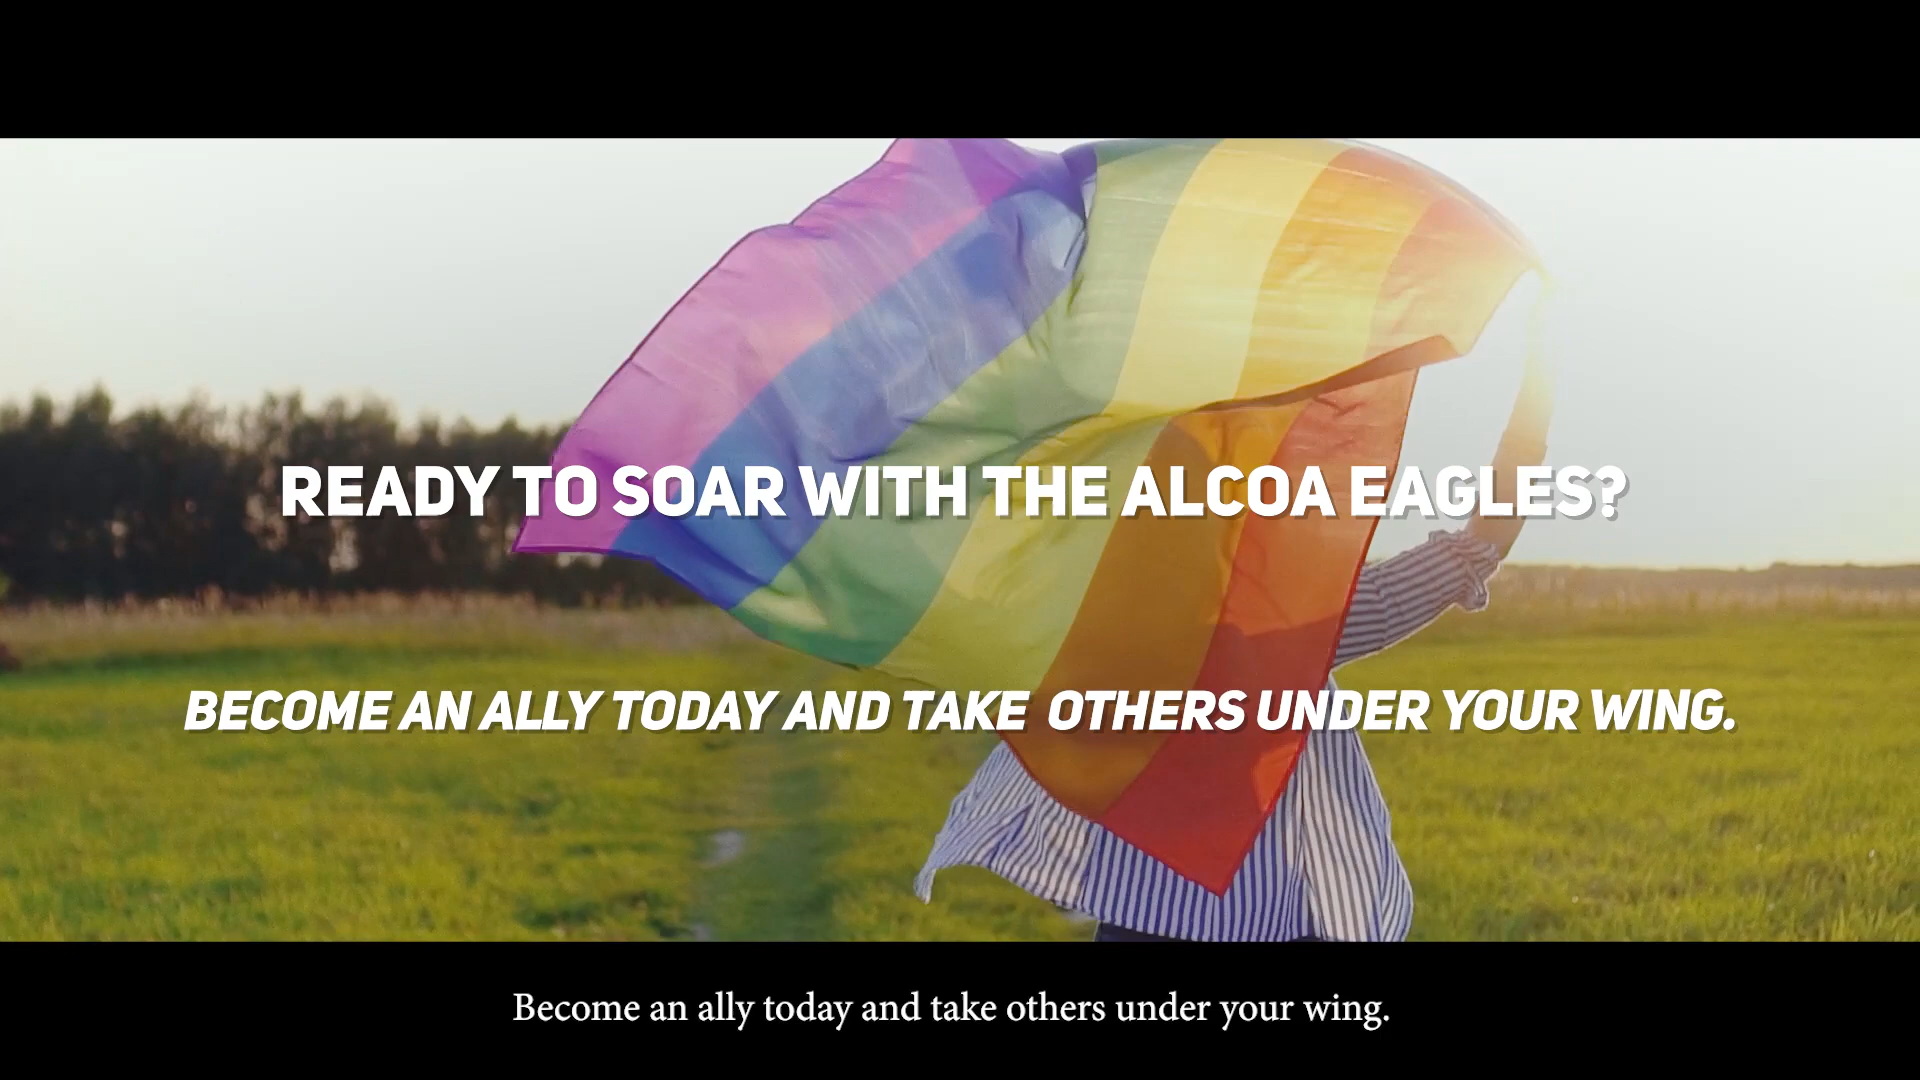 READY TO SOAR WITH THE ALCOA EAGLES?
BECOME AN ALLY TODAY AND TAKE OTHERS UNDER YOUR WING.
Become an ally today and take others under your wing.